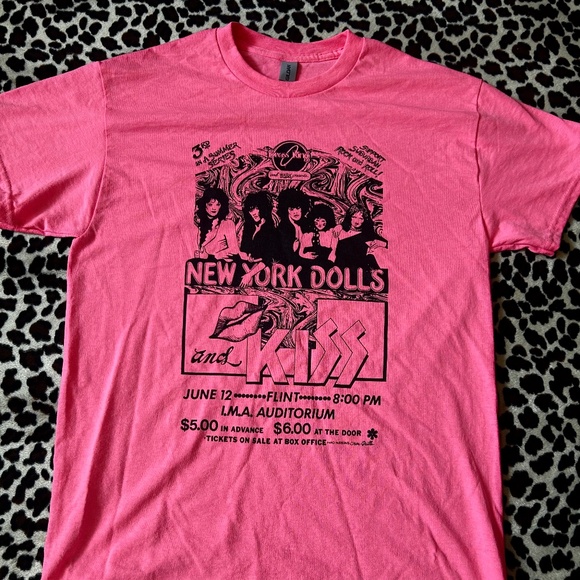 3RD
IN A SUMMER
SERIES
SUPPORT
SUBURBAN
ROCK and ROLL
NEW YORK DOLLS
and KISS
JUNE 12 FLINT 8:00 PM
I.M.A. AUDITORIUM
$5.00 IN ADVANCE $6.00 AT THE DOOR *
TICKETS ON SALE AT BOX OFFICE